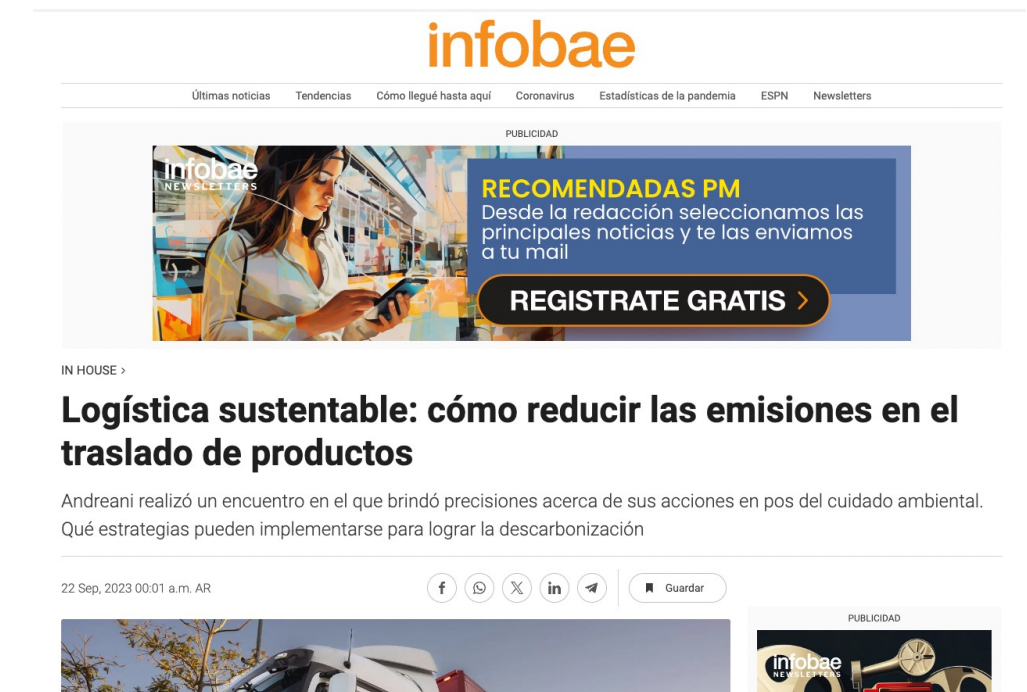 infobae
Últimas noticias Tendencias Cómo llegué hasta aquí Coronavirus Estadísticas de la pandemia ESPN Newsletters
PUBLICIDAD
infobae
NEWSLETTERS
RECOMENDADAS PM
Desde la redacción seleccionamos las
principales noticias y te las enviamos
a tu mail
REGISTRATE GRATIS >
IN HOUSE >
Logística sustentable: cómo reducir las emisiones en el
traslado de productos
Andreani realizó un encuentro en el que brindó precisiones acerca de sus acciones en pos del cuidado ambiental.
Qué estrategias pueden implementarse para lograr la descarbonización
22 Sep, 2023 00:01 a.m. AR
Guardar
PUBLICIDAD
infobae
NEWSLETTERS